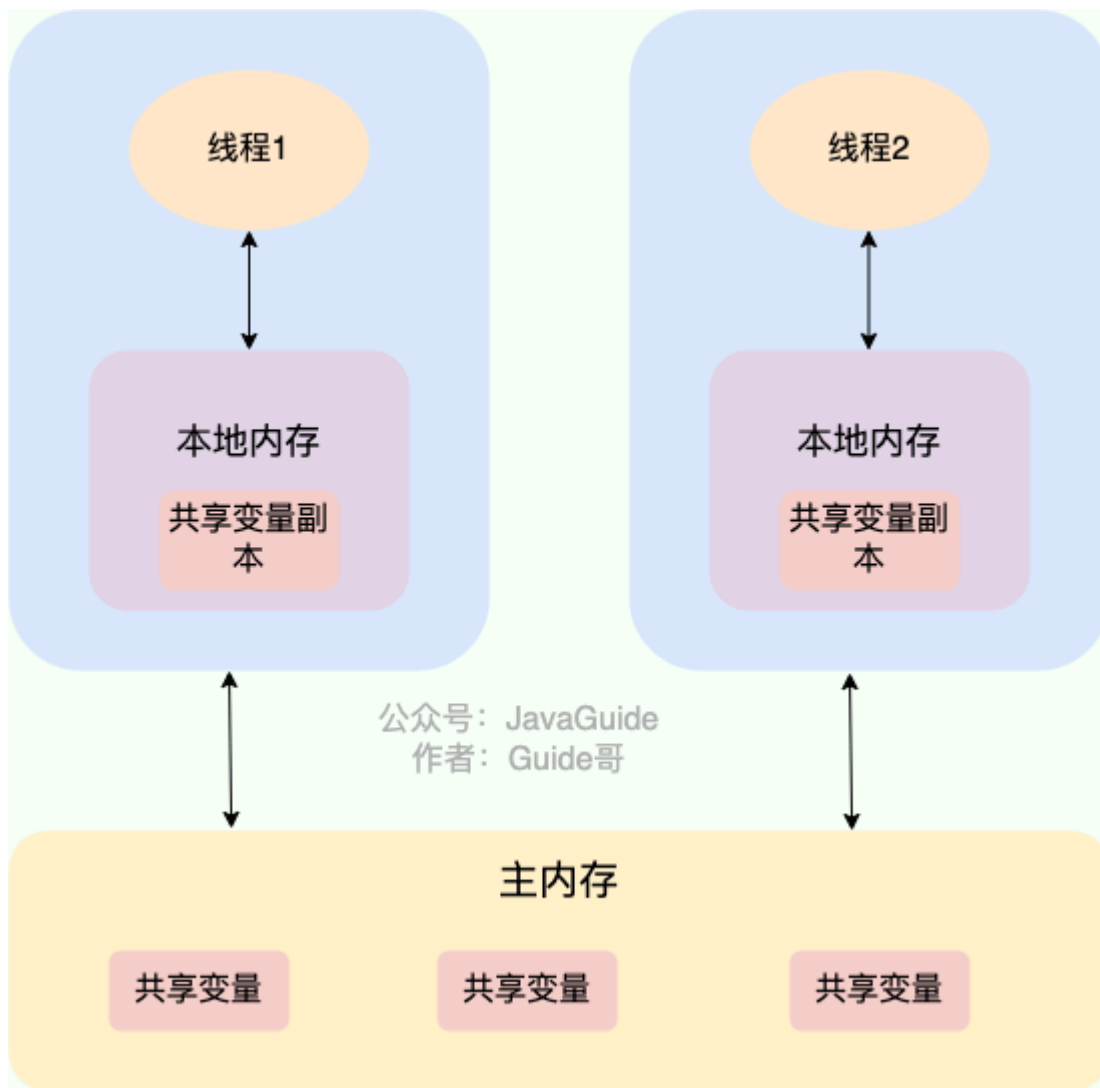 线程1
线程2
本地内存
本地内存
共享变量副
本
共享变量副
本
公众号：JavaGuide
作者：Guide哥
主内存
共享变量
共享变量
共享变量